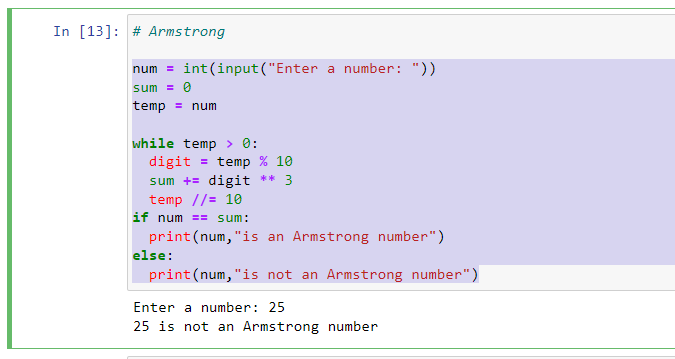 In [13]: # Armstrong
num = int(input("Enter a number: "))
sum = 0
temp = num
while temp > 0:
  digit = temp % 10
  sum += digit ** 3
  temp //= 10
if num == sum:
  print(num,"is an Armstrong number")
else:
  print(num,"is not an Armstrong number")
Enter a number: 25
25 is not an Armstrong number